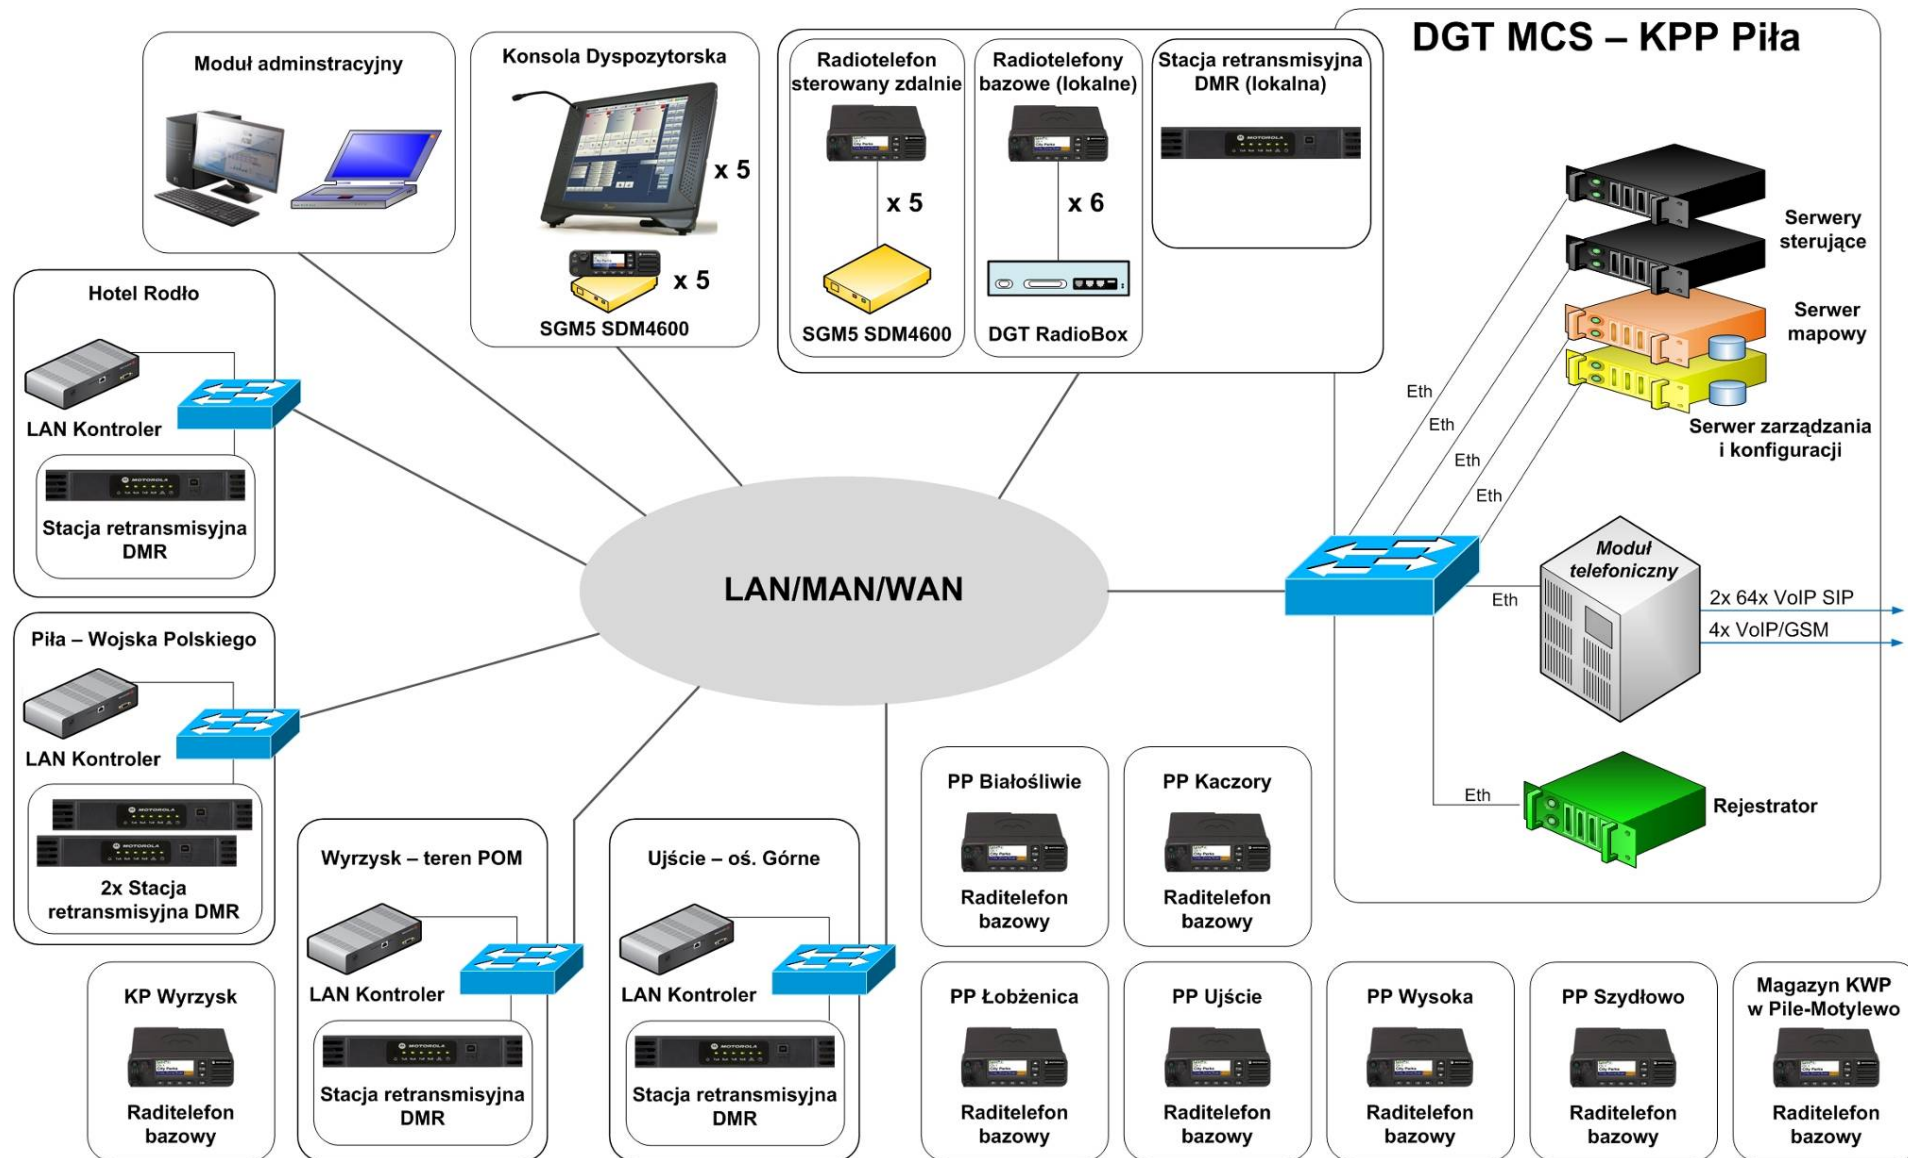 DGT MCS – KPP Piła
Moduł adminstracyjny
Konsola Dyspozytorska
x 5
x 5
SGM5 SDM4600
Radiotelefon
sterowany zdalnie
x 5
SGM5 SDM4600
Radiotelefony
bazowe (lokalne)
x 6
DGT RadioBox
Stacja retransmisyjna
DMR (lokalna)
MOTOROLA
Serwery
sterujące
Serwer
mapowy
Serwer zarządzania
i konfiguracji
Eth
Eth
Eth
Eth
Hotel Rodło
LAN Kontroler
MOTOROLA
Stacja retransmisyjna
DMR
LAN/MAN/WAN
Moduł
telefoniczny
Eth
2x 64x VoIP SIP
4x VoIP/GSM
Piła – Wojska Polskiego
LAN Kontroler
MOTOROLA
MOTOROLA
2x Stacja
retransmisyjna DMR
Eth
Rejestrator
Wyrzysk – teren POM
LAN Kontroler
MOTOROLA
Stacja retransmisyjna
DMR
Ujście – oś. Górne
LAN Kontroler
MOTOROLA
Stacja retransmisyjna
DMR
PP Białośliwie
Raditelefon
bazowy
PP Kaczory
Raditelefon
bazowy
KP Wyrzysk
Raditelefon
bazowy
PP Łobżenica
Raditelefon
bazowy
PP Ujście
Raditelefon
bazowy
PP Wysoka
Raditelefon
bazowy
PP Szydłowo
Raditelefon
bazowy
Magazyn KWP
w Pile-Motylewo
Raditelefon
bazowy